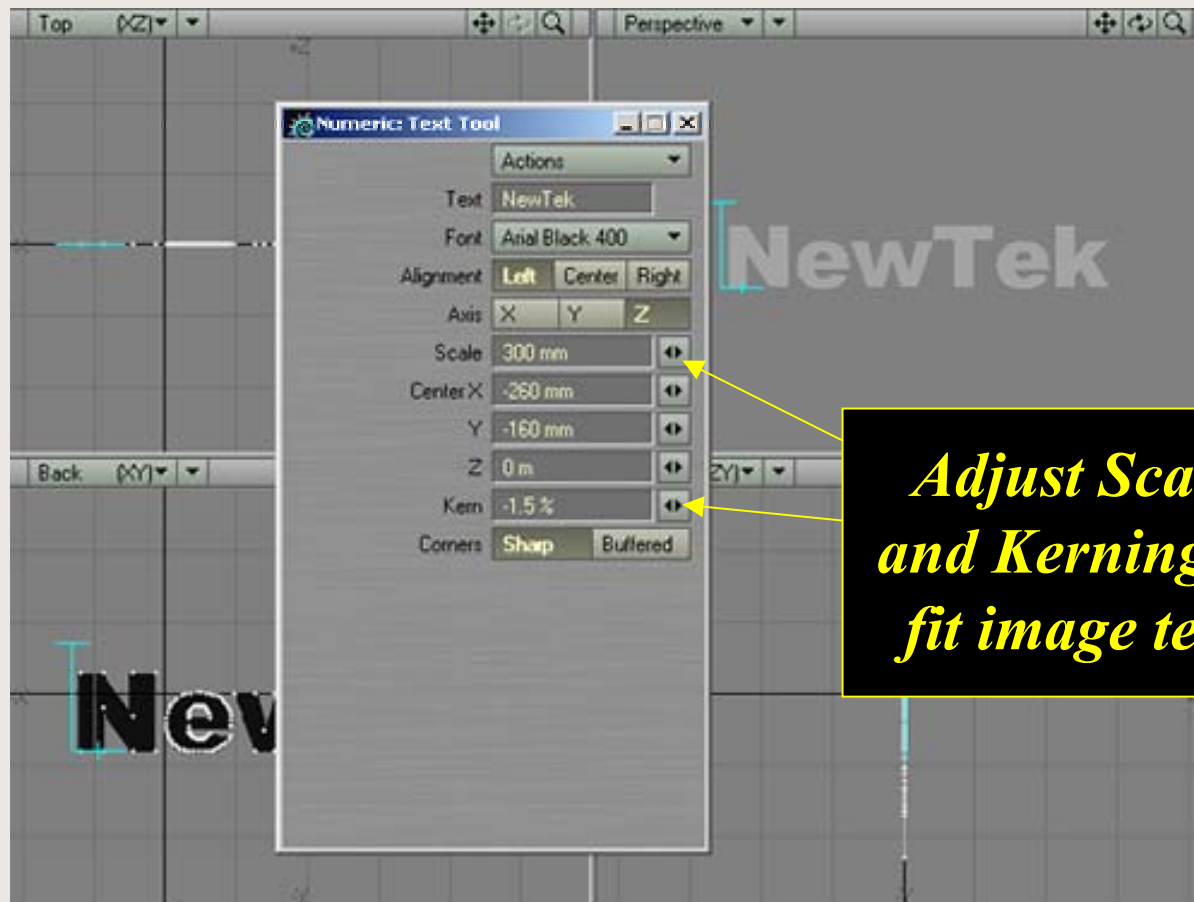 Top (XZ)
Perspective
+Z
Numeric: Text Tool
Actions
Text NewTek
Font Arial Black 400
Alignment Left Center Right
Axis X Y Z
Scale 300 mm
Center X -260 mm
Y -160 mm
Z 0 m
Kern -1.5 %
Corners Sharp Buffered
NewTek
Back (XY)
ZY)
Adjust Sca
and Kerning
fit image te
Nev